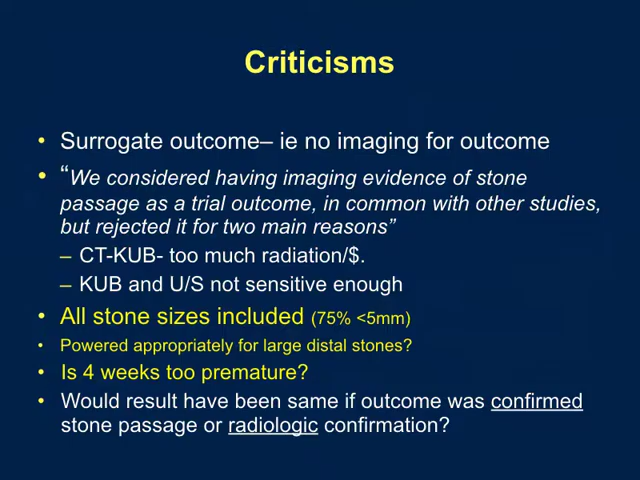 Criticisms
• Surrogate outcome– ie no imaging for outcome
• “We considered having imaging evidence of stone
passage as a trial outcome, in common with other studies,
but rejected it for two main reasons”
– CT-KUB- too much radiation/$.
– KUB and U/S not sensitive enough
• All stone sizes included (75% <5mm)
• Powered appropriately for large distal stones?
• Is 4 weeks too premature?
• Would result have been same if outcome was confirmed
stone passage or radiologic confirmation?